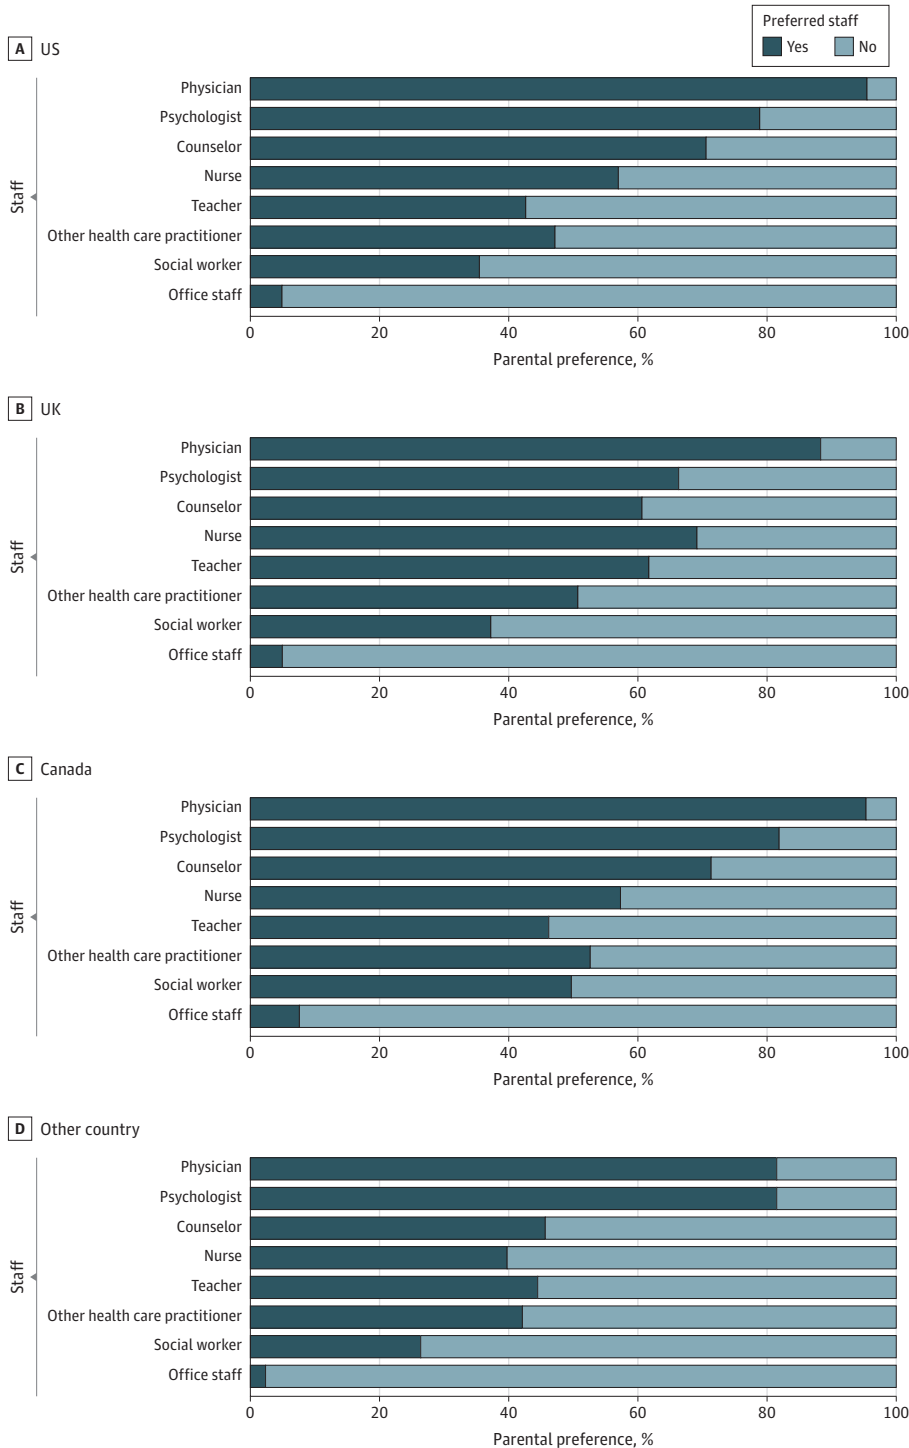 Preferred staff
Yes No
A US
Staff
Physician
Psychologist
Counselor
Nurse
Teacher
Other health care practitioner
Social worker
Office staff
0 20 40 60 80 100
Parental preference, %
B UK
Staff
Physician
Psychologist
Counselor
Nurse
Teacher
Other health care practitioner
Social worker
Office staff
0 20 40 60 80 100
Parental preference, %
C Canada
Staff
Physician
Psychologist
Counselor
Nurse
Teacher
Other health care practitioner
Social worker
Office staff
0 20 40 60 80 100
Parental preference, %
D Other country
Staff
Physician
Psychologist
Counselor
Nurse
Teacher
Other health care practitioner
Social worker
Office staff
0 20 40 60 80 100
Parental preference, %